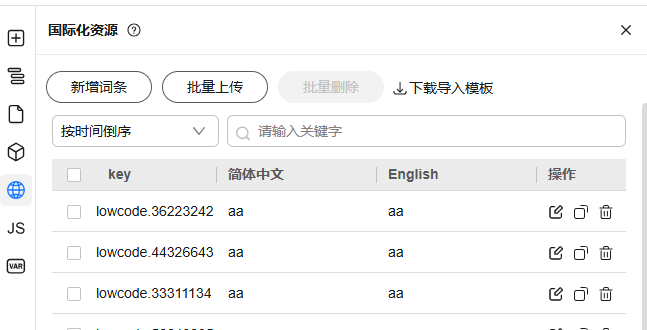 国际化资源
新增词条 批量上传 批量删除 下载导入模板
按时间倒序 请输入关键字
key 简体中文 English 操作
lowcode.36223242 aa aa
lowcode.44326643 aa aa
lowcode.33311134 aa aa
JS
VAR